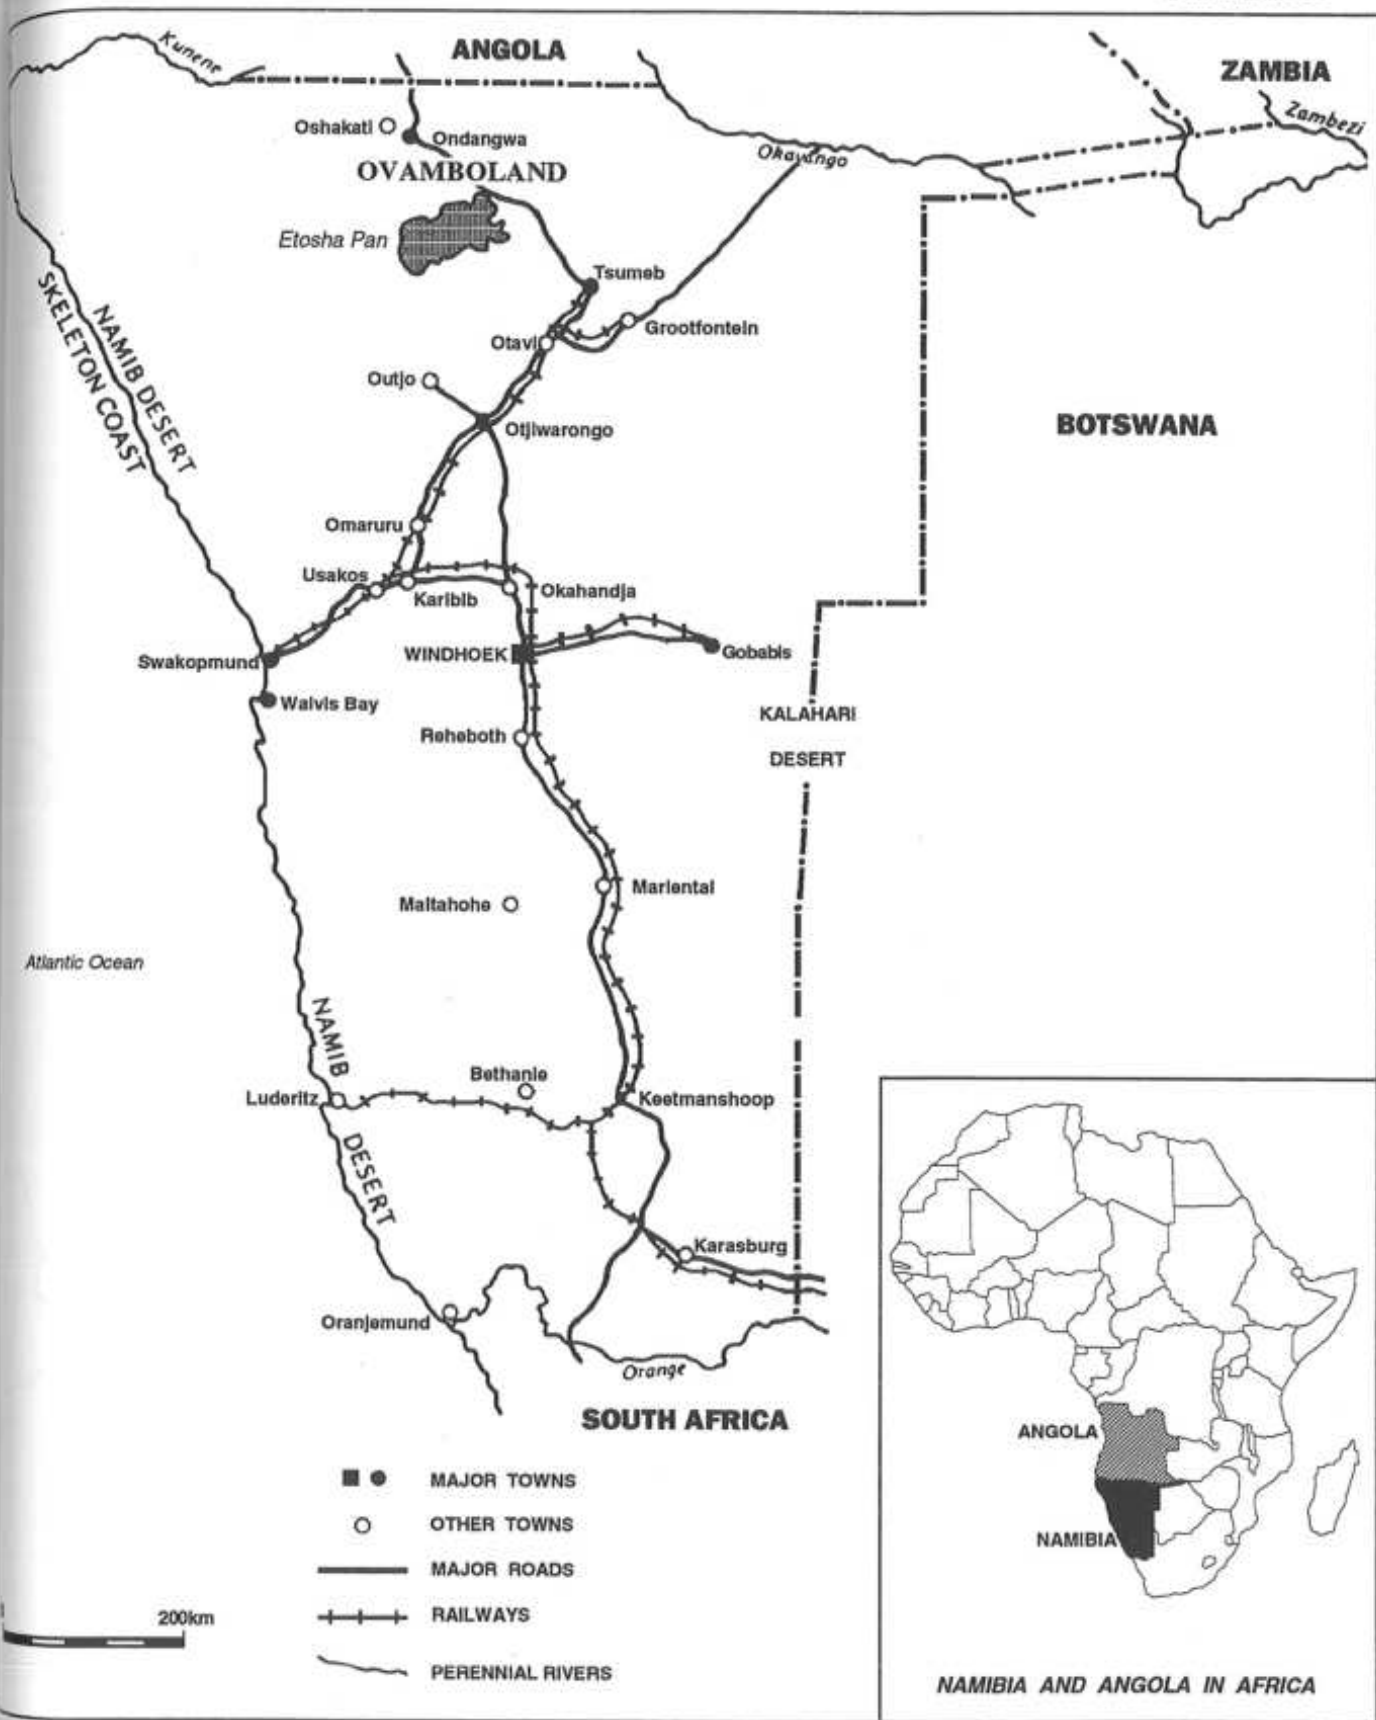 Kunene
ANGOLA
ZAMBIA
Zambezi
Oshakati
Ondangwa
Okavango
OVAMBOLAND
Etosha Pan
Tsumeb
Grootfontein
Otavi
Outjo
Otjiwarongo
BOTSWANA
SKELETON COAST
NAMIB DESERT
Omaruru
Usakos
Karibib
Okahandja
Swakopmund
WINDHOEK
Gobabis
Walvis Bay
Reheboth
KALAHARI
DESERT
Mariental
Maltahohe
Atlantic Ocean
NAMIB
DESERT
Bethanie
Luderitz
Keetmanshoop
Karasburg
Oranjemund
Orange
SOUTH AFRICA
MAJOR TOWNS
OTHER TOWNS
MAJOR ROADS
RAILWAYS
PERENNIAL RIVERS
200km
ANGOLA
NAMIBIA
NAMIBIA AND ANGOLA IN AFRICA